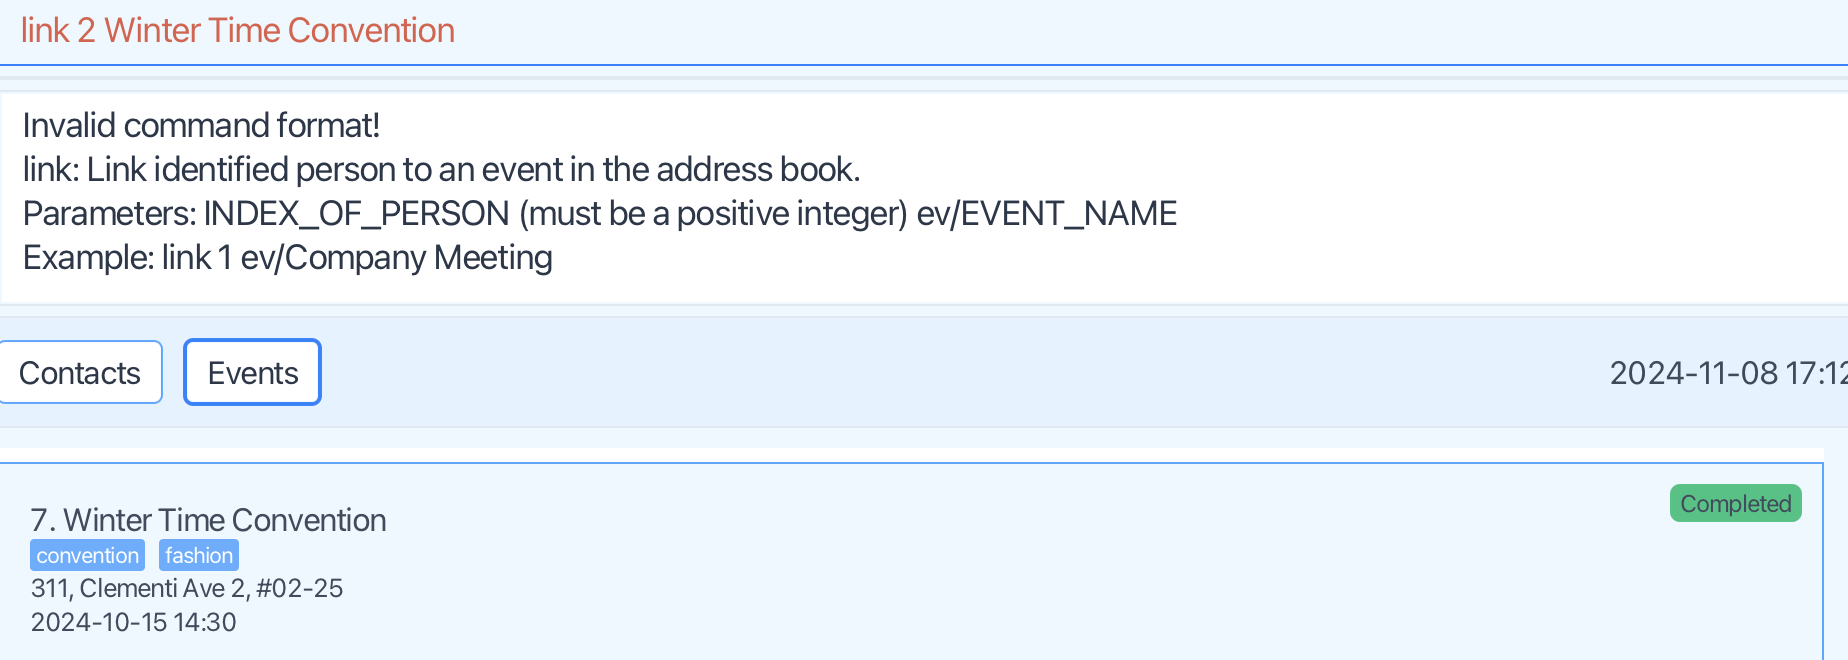 link 2 Winter Time Convention
Invalid command format!
link: Link identified person to an event in the address book.
Parameters: INDEX_OF_PERSON (must be a positive integer) ev/EVENT_NAME
Example: link 1 ev/Company Meeting
Contacts Events 2024-11-08 17:12
7. Winter Time Convention Completed
convention fashion
311, Clementi Ave 2, #02-25
2024-10-15 14:30